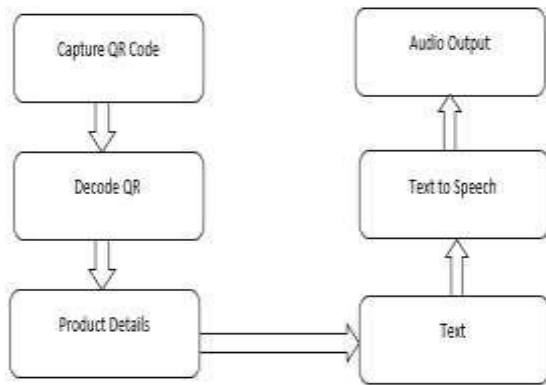 Capture QR Code
Decode QR
Product Details
Text
Text to Speech
Audio Output